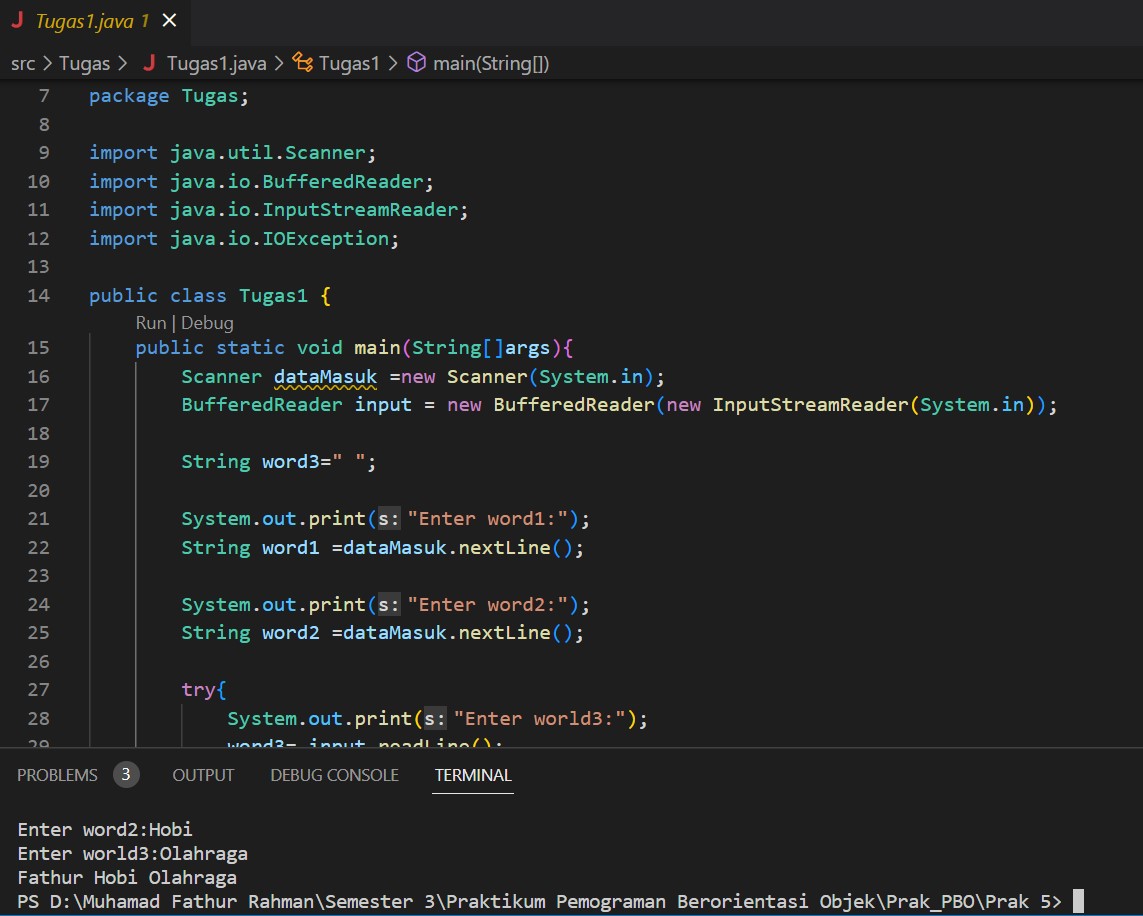 Tugas1.java 1
src > Tugas > Tugas1.java > Tugas1 > main(String[])
7 package Tugas;
8
9 import java.util.Scanner;
10 import java.io.BufferedReader;
11 import java.io.InputStreamReader;
12 import java.io.IOException;
13
14 public class Tugas1 {
Run | Debug
15 public static void main(String[]args){
16 Scanner dataMasuk =new Scanner(System.in);
17 BufferedReader input = new BufferedReader(new InputStreamReader(System.in));
18
19 String word3=" ";
20
21 System.out.print(s: "Enter word1:");
22 String word1 =dataMasuk.nextLine();
23
24 System.out.print(s: "Enter word2:");
25 String word2 =dataMasuk.nextLine();
26
27 try{
28 System.out.print(s: "Enter world3:");
29 word3= input.readLine();
PROBLEMS 3 OUTPUT DEBUG CONSOLE TERMINAL
Enter word2:Hobi
Enter world3:Olahraga
Fathur Hobi Olahraga
PS D:\Muhamad Fathur Rahman\Semester 3\Praktikum Pemograman Berorientasi Objek\Prak_PBO\Prak 5>